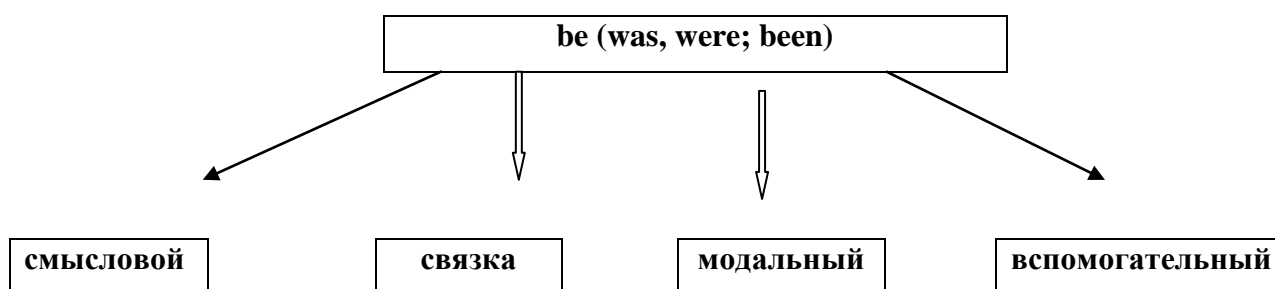 be (was, were; been)
смысловой связка модальный вспомогательный